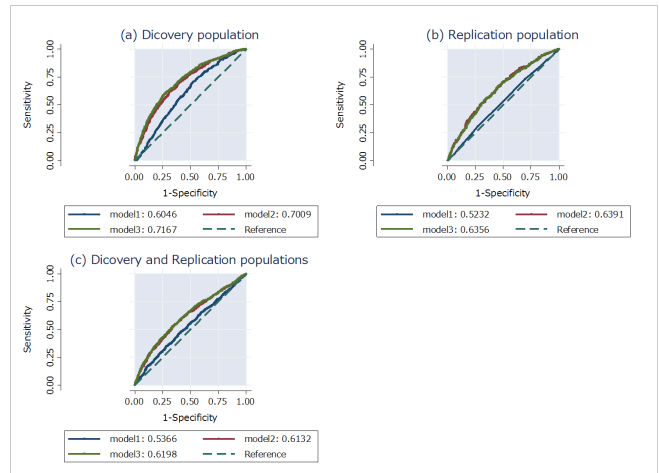 (a) Dicovery population
Sensitivity
0.00 0.25 0.50 0.75 1.00
0.00 0.25 0.50 0.75 1.00
1-Specificity
model1: 0.6046 model2: 0.7009
model3: 0.7167 Reference
(b) Replication population
Sensitivity
0.00 0.25 0.50 0.75 1.00
0.00 0.25 0.50 0.75 1.00
1-Specificity
model1: 0.5232 model2: 0.6391
model3: 0.6356 Reference
(c) Dicovery and Replication populations
Sensitivity
0.00 0.25 0.50 0.75 1.00
0.00 0.25 0.50 0.75 1.00
1-Specificity
model1: 0.5366 model2: 0.6132
model3: 0.6198 Reference